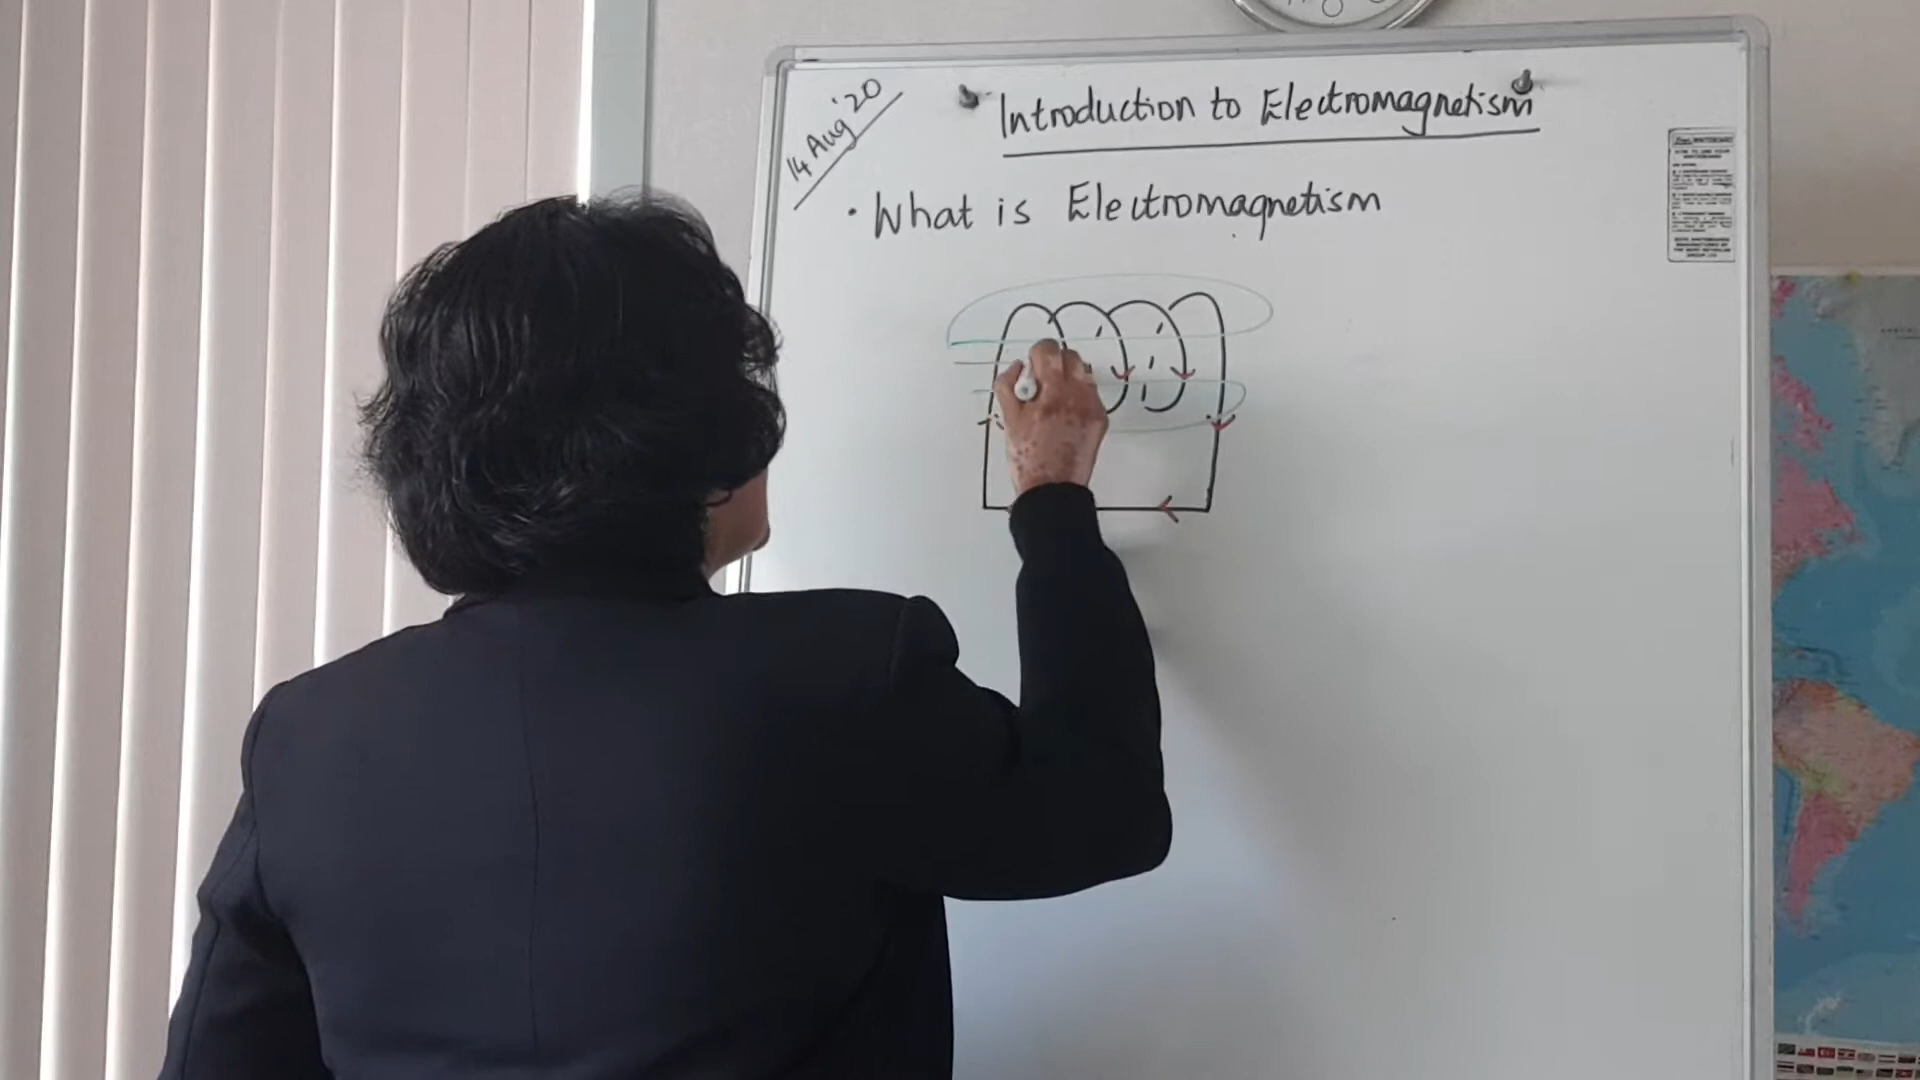 14 Aug '20
Introduction to Electromagnetism
• What is Electromagnetism